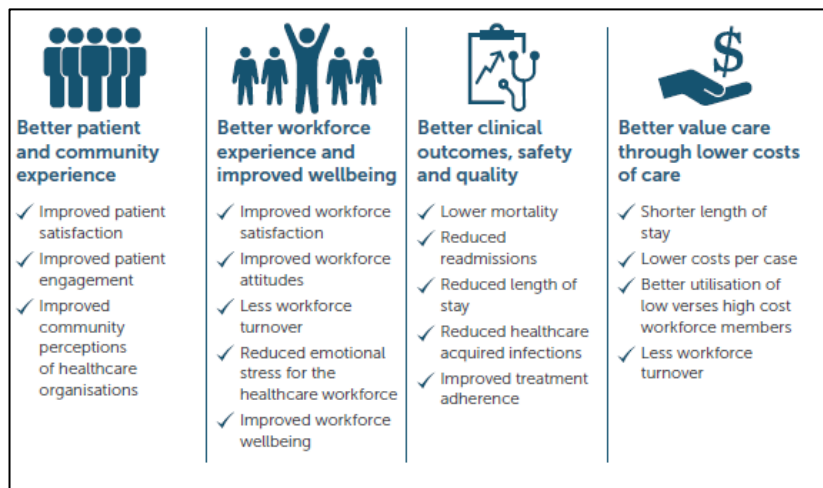 $
Better patient
and community
experience
✓ Improved patient
satisfaction
✓ Improved patient
engagement
✓ Improved
community
perceptions
of healthcare
organisations
Better workforce
experience and
improved wellbeing
✓ Improved workforce
satisfaction
✓ Improved workforce
attitudes
✓ Less workforce
turnover
✓ Reduced emotional
stress for the
healthcare workforce
✓ Improved workforce
wellbeing
Better clinical
outcomes, safety
and quality
✓ Lower mortality
✓ Reduced
readmissions
✓ Reduced length of
stay
✓ Reduced healthcare
acquired infections
✓ Improved treatment
adherence
Better value care
through lower costs
of care
✓ Shorter length of
stay
✓ Lower costs per case
✓ Better utilisation of
low verses high cost
workforce members
✓ Less workforce
turnover